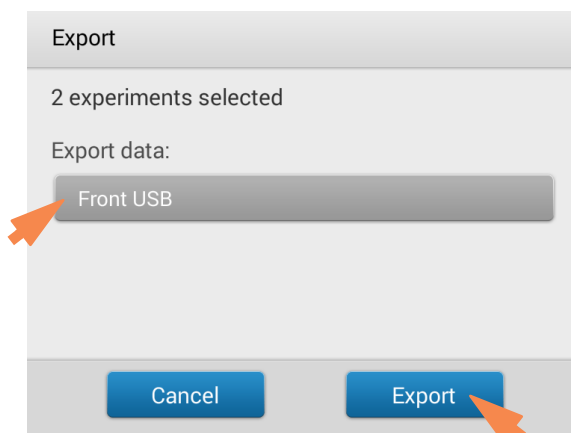 Export
2 experiments selected
Export data:
Front USB
Cancel
Export